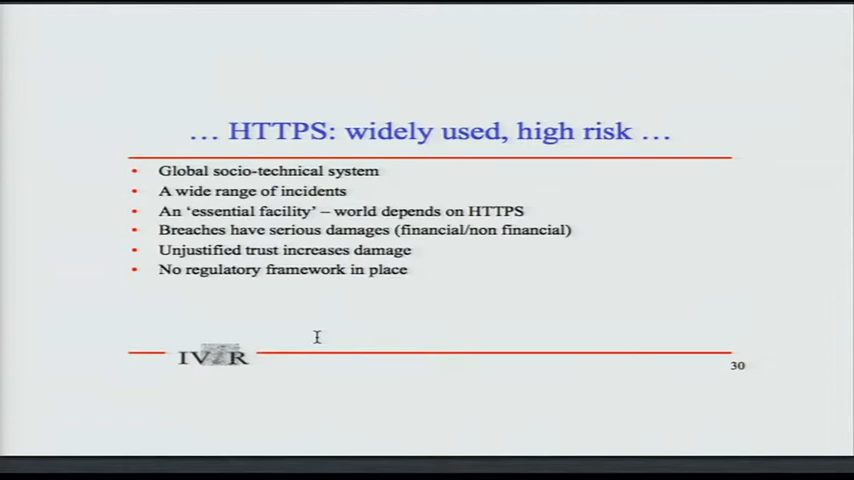 … HTTPS: widely used, high risk …
• Global socio-technical system
• A wide range of incidents
• An ‘essential facility’ – world depends on HTTPS
• Breaches have serious damages (financial/non financial)
• Unjustified trust increases damage
• No regulatory framework in place
IViR
30